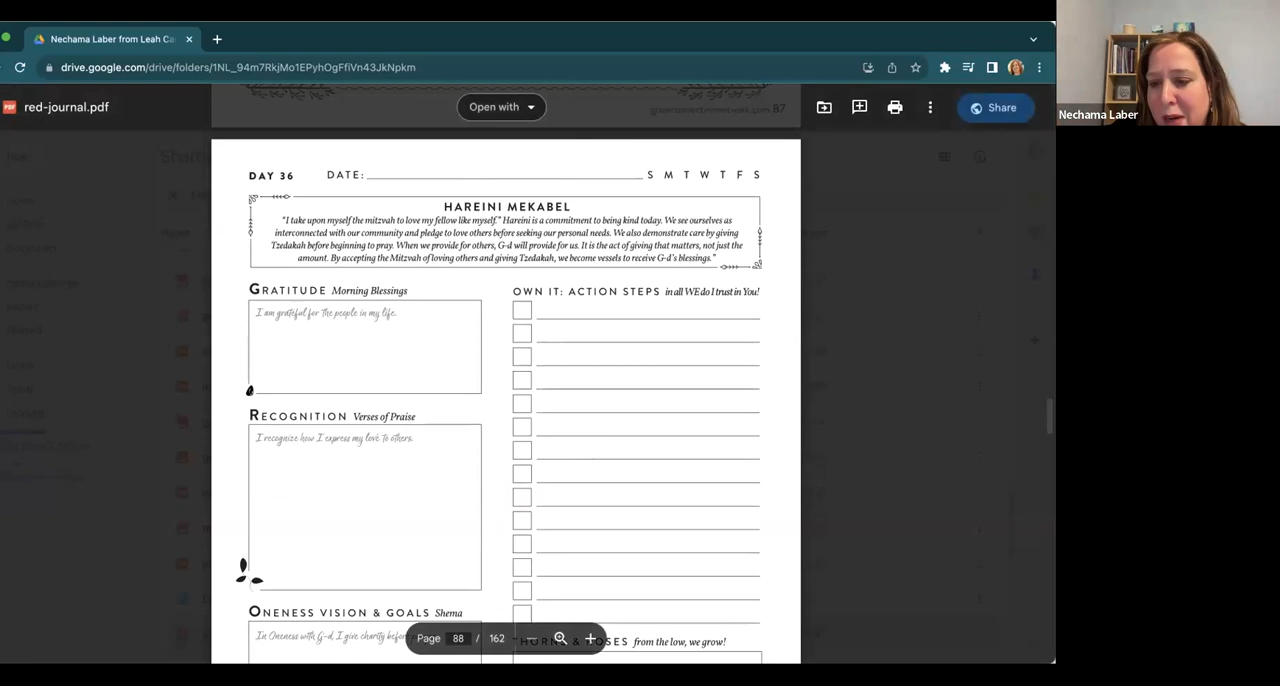 Nechama Laber from Leah Ca
drive.google.com/drive/folders/1NL_94m7RkjMo1EPyhOgFfiVn43JkNpkm
red-journal.pdf
Open with
87
Share
Nechama Laber
DAY 36 DATE: S M T W T F S
HAREINI MEKABEL
"I take upon myself the mitzvah to love my fellow like myself." Hareini is a commitment to being kind today. We see ourselves as
interconnected with our community and pledge to love others before seeking our personal needs. We also demonstrate care by giving
Tzedakah before beginning to pray. When we provide for others, G-d will provide for us. It is the act of giving that matters, not just the
amount. By accepting the Mitzvah of loving others and giving Tzedakah, we become vessels to receive G-d's blessings."
GRATITUDE Morning Blessings
I am grateful for the people in my life.
RECOGNITION Verses of Praise
I recognize how I express my love to others.
ONENESS VISION & GOALS Shema
In Oneness with G-d I give charity before
OWN IT: ACTION STEPS in all WE do I trust in You!
THORNS & ROSES from the low, we grow!
Page 88 / 162